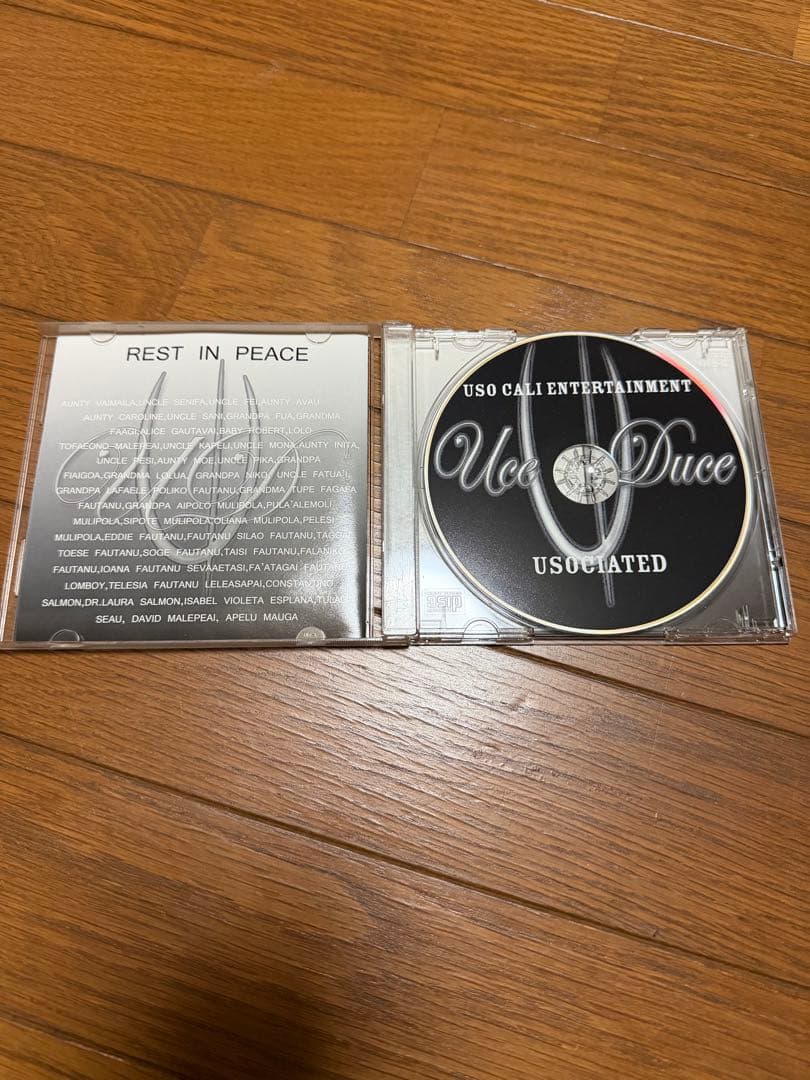 REST IN PEACE
AUNTY VAIMAILA,UNCLE SENIFA,UNCLE FEI,AUNTY AVAU
AUNTY CAROLINE,UNCLE SANI,GRANDPA FUA,GRANDMA
FAAGI,ALICE GAUTAVAI,BABY ROBERT,LOLO
TOFAEONO MALEPEAI,UNCLE KAPELI,UNCLE MONA,AUNTY INITA,
UNCLE RESI,AUNTY MOE,UNCLE PIKA,GRANDPA
FIAIGOA,GRANDMA LOLUA,GRANDPA NIKO, UNCLE FATUA'I,
GRANDPA RAFAELE POLIKO FAUTANU,GRANDMA TUPE FAGAFA
FAUTANU,GRANDPA AIPOLO MULIPOLA,PULA'ALEMOLI
MULIPOLA,SIPOTE MULIPOLA,OLIANA MULIPOLA,PELESI
MULIPOLA,EDDIE FAUTANU,FAUTANU SILAO FAUTANU,TAGGA
TOESE FAUTANU,SOGE FAUTANU,TAISI FAUTANU,FALANIKO
FAUTANU,IOANA FAUTANU SEVAAETASI,FA'ATAGAI FAUTANU
LOMBOY,TELESIA FAUTANU LELEASAPAI,CONSTANTINO
SALMON,DR.LAURA SALMON,ISABEL VIOLETA ESPLANA,TULAGA
SEAU, DAVID MALEPEAI, APELU MAUGA
USO CALI ENTERTAINMENT
Uce Duce
USOCIATED
disc